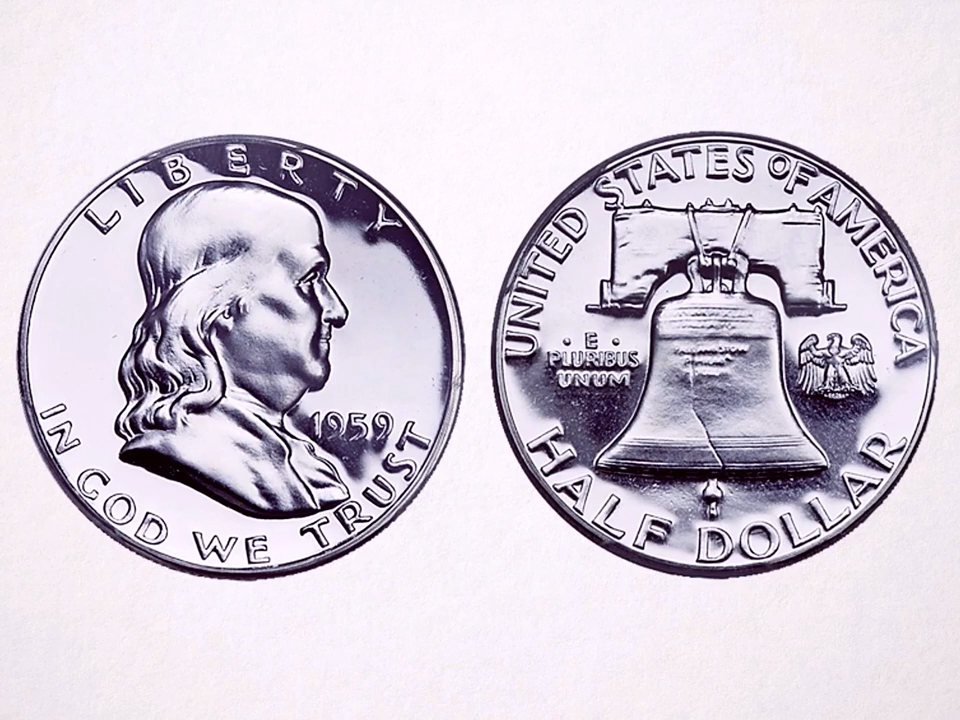 LIBERTY
IN GOD WE TRUST
1959
UNITED STATES OF AMERICA
· E ·
PLURIBUS
UNUM
HALF DOLLAR